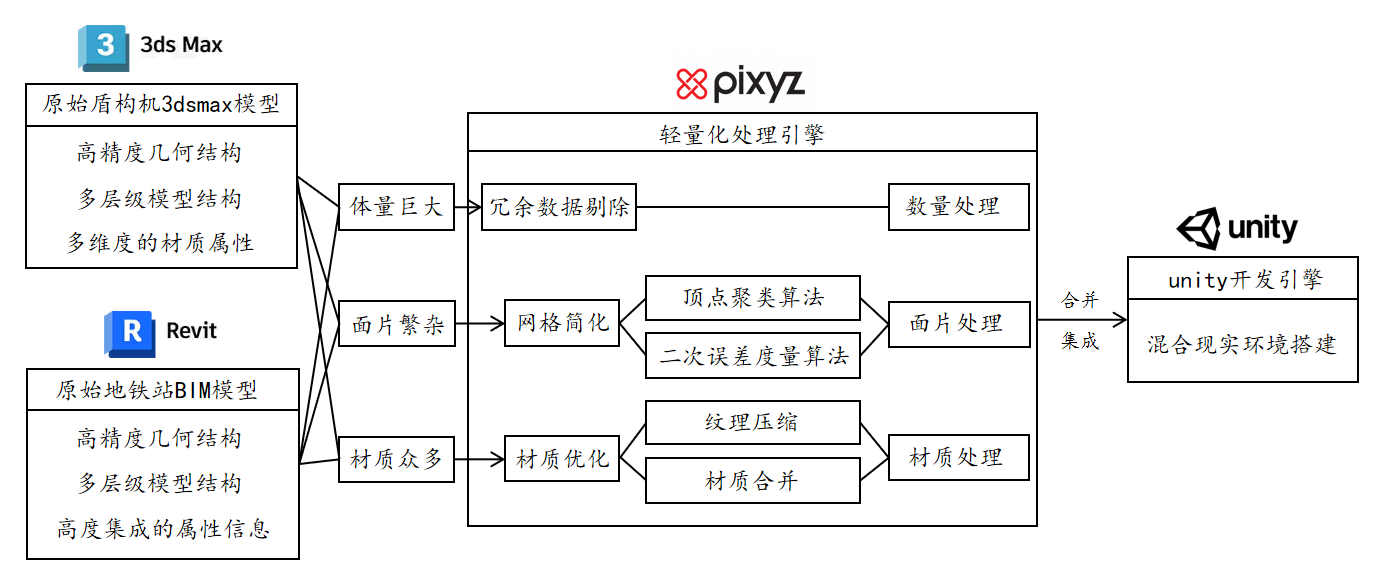 3
3ds Max
原始盾构机3dsmax模型
高精度几何结构
多层级模型结构
多维度的材质属性
R
Revit
原始地铁站BIM模型
高精度几何结构
多层级模型结构
高度集成的属性信息
体量巨大
面片繁杂
材质众多
pixyz
轻量化处理引擎
冗余数据剔除
数量处理
网格简化
顶点聚类算法
二次误差度量算法
面片处理
材质优化
纹理压缩
材质合并
材质处理
合并
集成
unity
unity开发引擎
混合现实环境搭建